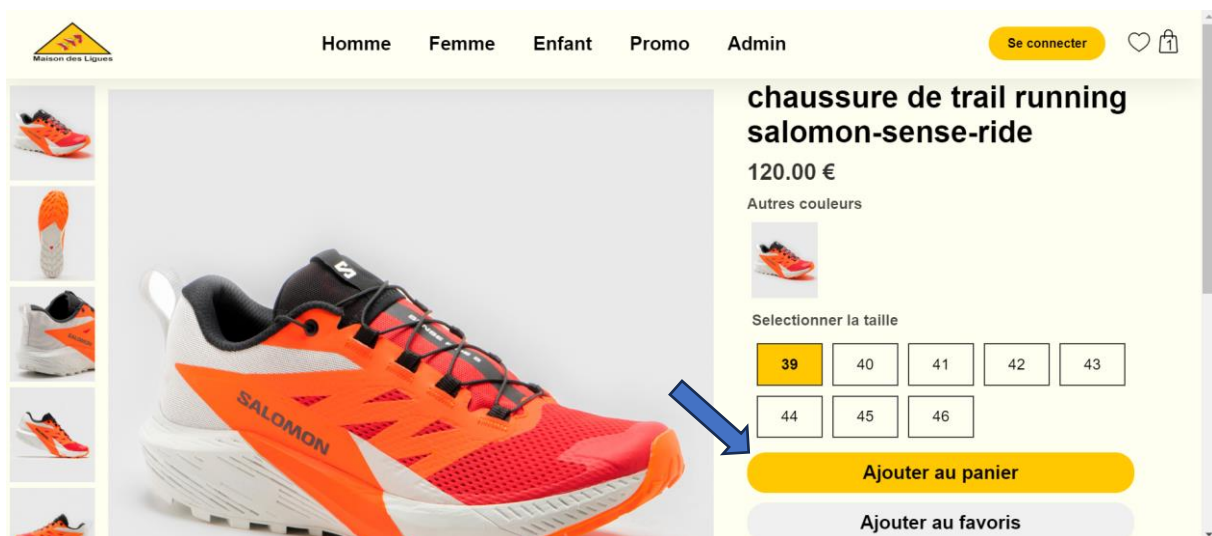 Maison des Ligues
Homme Femme Enfant Promo Admin
Se connecter
1
chaussure de trail running
salomon-sense-ride
120.00 €
Autres couleurs
Selectionner la taille
39 40 41 42 43
44 45 46
Ajouter au panier
Ajouter au favoris
SALOMON